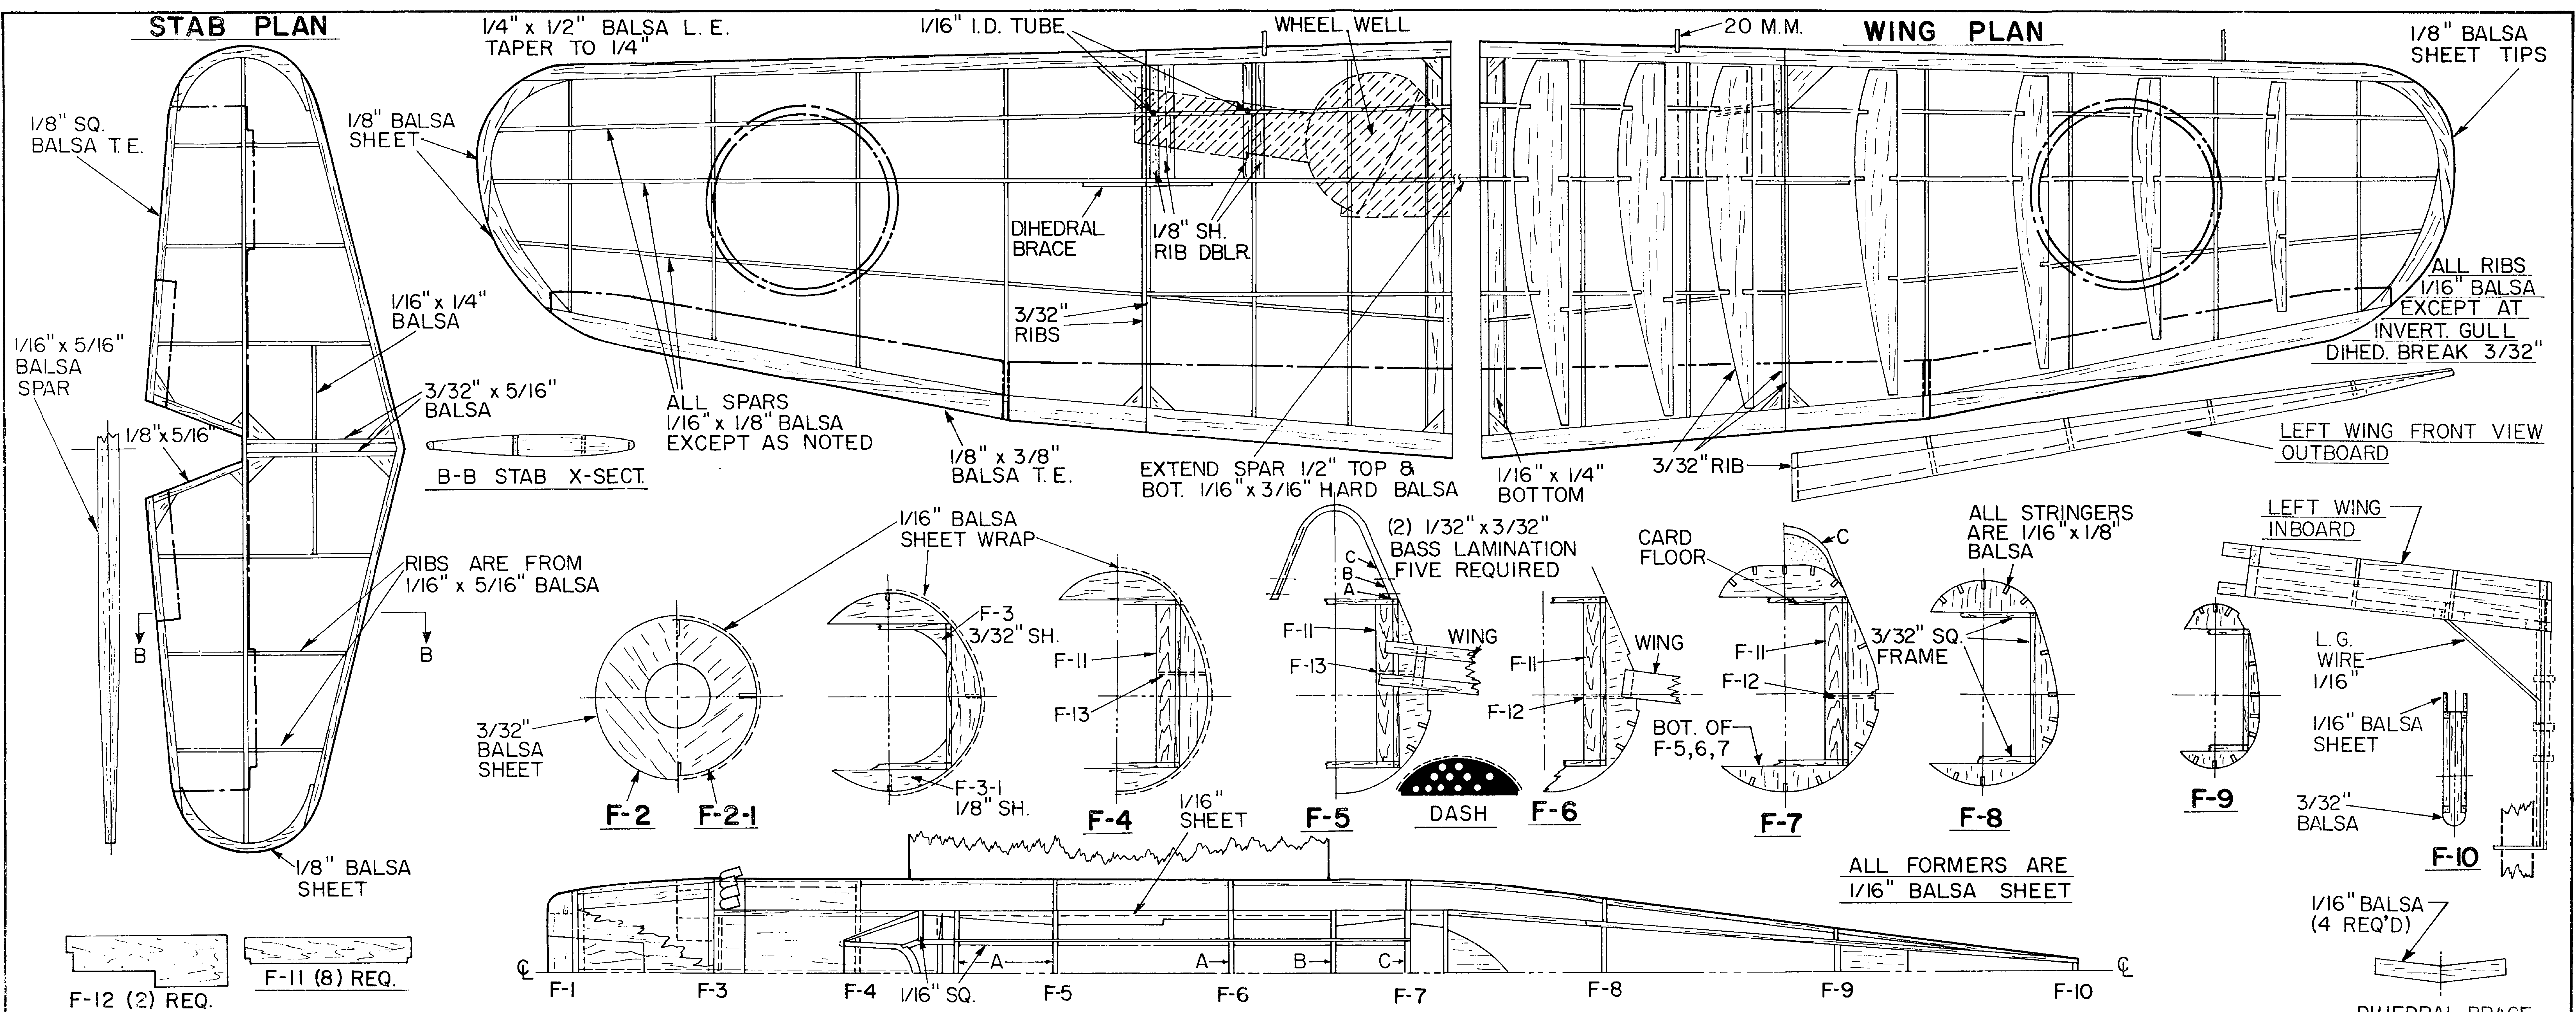 STAB PLAN
1/4" x 1/2" BALSA L. E.
TAPER TO 1/4"
1/16" I.D. TUBE
WHEEL WELL
20 M.M.
WING PLAN
1/8" BALSA
SHEET TIPS
1/8" SQ.
BALSA T.E.
1/8" BALSA
SHEET
DIHEDRAL
BRACE
1/8" SH.
RIB DBLR.
3/32"
RIBS
ALL RIBS
1/16" BALSA
EXCEPT AT
INVERT. GULL
DIHED. BREAK 3/32"
1/16" x 1/4"
BALSA
1/16" x 5/16"
BALSA
SPAR
3/32" x 5/16"
BALSA
1/8" x 5/16"
B-B STAB X-SECT.
ALL SPARS
1/16" x 1/8" BALSA
EXCEPT AS NOTED
1/8" x 3/8"
BALSA T.E.
EXTEND SPAR 1/2" TOP &
BOT. 1/16" x 3/16" HARD BALSA
1/16" x 1/4"
BOTTOM
3/32" RIB
LEFT WING FRONT VIEW
OUTBOARD
RIBS ARE FROM
1/16" x 5/16" BALSA
B
B
1/8" BALSA
SHEET
1/16" BALSA
SHEET WRAP
(2) 1/32" x 3/32"
BASS LAMINATION
FIVE REQUIRED
C
B
A
CARD
FLOOR
C
ALL STRINGERS
ARE 1/16" x 1/8"
BALSA
LEFT WING
INBOARD
3/32"
BALSA
SHEET
F-2
F-2-1
F-3
3/32" SH.
F-3-1
1/8" SH.
F-11
F-13
F-4
F-11
F-13
WING
F-5
DASH
F-11
F-12
WING
F-6
F-11
F-12
BOT. OF
F-5,6,7
F-7
3/32" SQ.
FRAME
F-8
F-9
L.G.
WIRE
1/16"
1/16" BALSA
SHEET
3/32"
BALSA
F-10
1/16"
SHEET
ALL FORMERS ARE
1/16" BALSA SHEET
1/16" BALSA
(4 REQ'D)
F-12 (2) REQ.
F-11 (8) REQ.
A
A
B
C
F-1
F-3
F-4
1/16" SQ.
F-5
F-6
F-7
F-8
F-9
F-10
DIHEDRAL BRACE